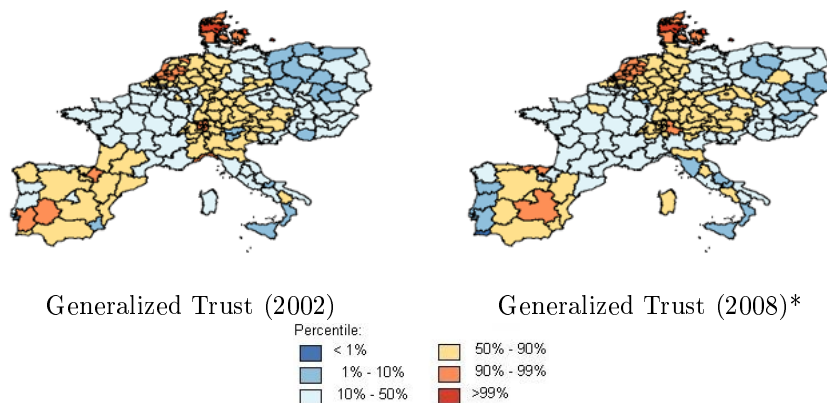 Generalized Trust (2002)
Generalized Trust (2008)*
Percentile:
< 1%
50% - 90%
1% - 10%
90% - 99%
10% - 50%
>99%